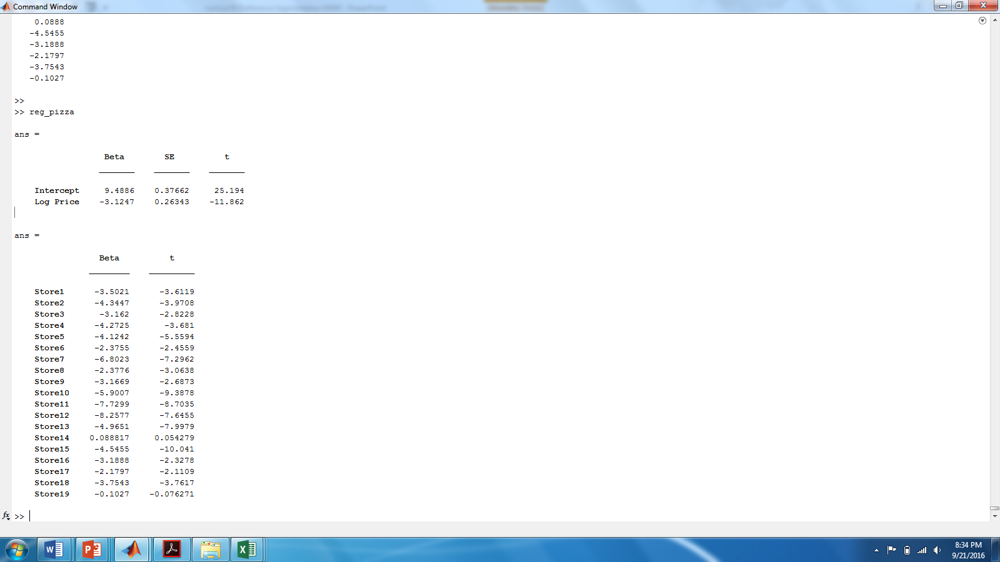 Command Window
0.0888
-4.5455
-3.1888
-2.1797
-3.7543
-0.1027
>>
>> reg_pizza
ans =
Beta SE t
Intercept 9.4886 0.37662 25.194
Log Price -3.1247 0.26343 -11.862
ans =
Beta t
Store1 -3.5021 -3.6119
Store2 -4.3447 -3.9708
Store3 -3.162 -2.8228
Store4 -4.2725 -3.681
Store5 -4.1242 -5.5594
Store6 -2.3755 -2.4559
Store7 -6.8023 -7.2962
Store8 -2.3776 -3.0638
Store9 -3.1669 -2.6873
Store10 -5.9007 -9.3878
Store11 -7.7299 -8.7035
Store12 -8.2577 -7.6455
Store13 -4.9651 -7.9979
Store14 0.088817 0.054279
Store15 -4.5455 -10.041
Store16 -3.1888 -2.3278
Store17 -2.1797 -2.1109
Store18 -3.7543 -3.7617
Store19 -0.1027 -0.076271
fx >>
8:34 PM
9/21/2016